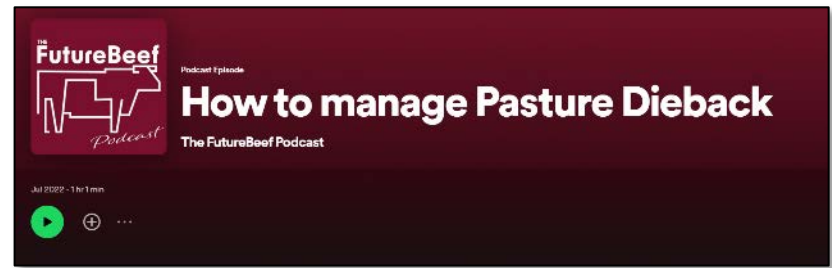 THE
FutureBeef
Podcast
Podcast Episode
How to manage Pasture Dieback
The FutureBeef Podcast
Jul 2022 · 1 hr 1 min